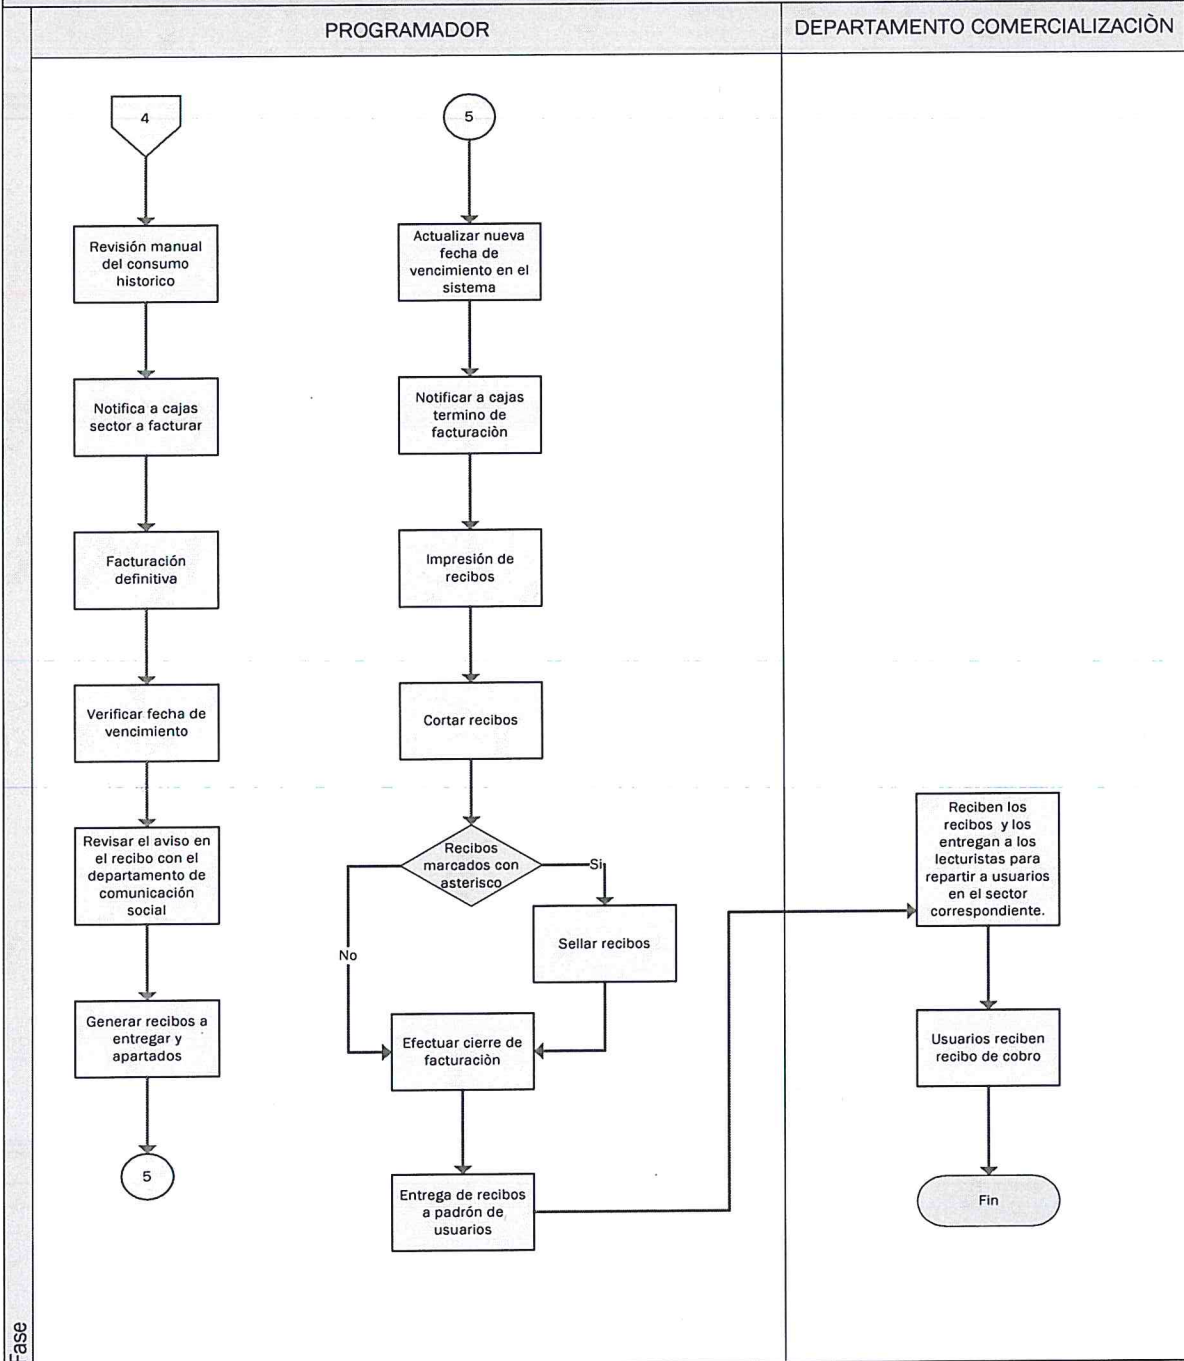 PROGRAMADOR
DEPARTAMENTO COMERCIALIZACIÒN
4
Revisión manual
del consumo
historico
Notifica a cajas
sector a facturar
Facturación
definitiva
Verificar fecha de
vencimiento
Revisar el aviso en
el recibo con el
departamento de
comunicación
social
Generar recibos a
entregar y
apartados
5
5
Actualizar nueva
fecha de
vencimiento en el
sistema
Notificar a cajas
termino de
facturaciòn
Impresión de
recibos
Cortar recibos
Recibos
marcados con
asterisco
Si
No
Sellar recibos
Efectuar cierre de
facturaciòn
Entrega de recibos
a padrón de
usuarios
Reciben los
recibos y los
entregan a los
lecturistas para
repartir a usuarios
en el sector
correspondiente.
Usuarios reciben
recibo de cobro
Fin
Fase